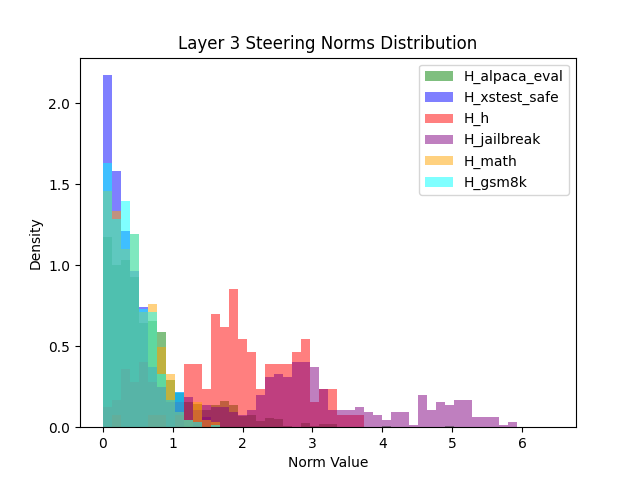 Layer 3 Steering Norms Distribution
H_alpaca_eval
H_xstest_safe
H_h
H_jailbreak
H_math
H_gsm8k
Density
2.0
1.5
1.0
0.5
0.0
0
1
2
3
4
5
6
Norm Value